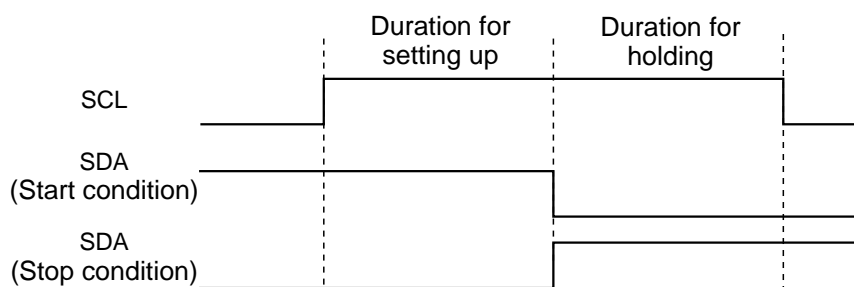 Duration for
setting up
Duration for
holding
SCL
SDA
(Start condition)
SDA
(Stop condition)